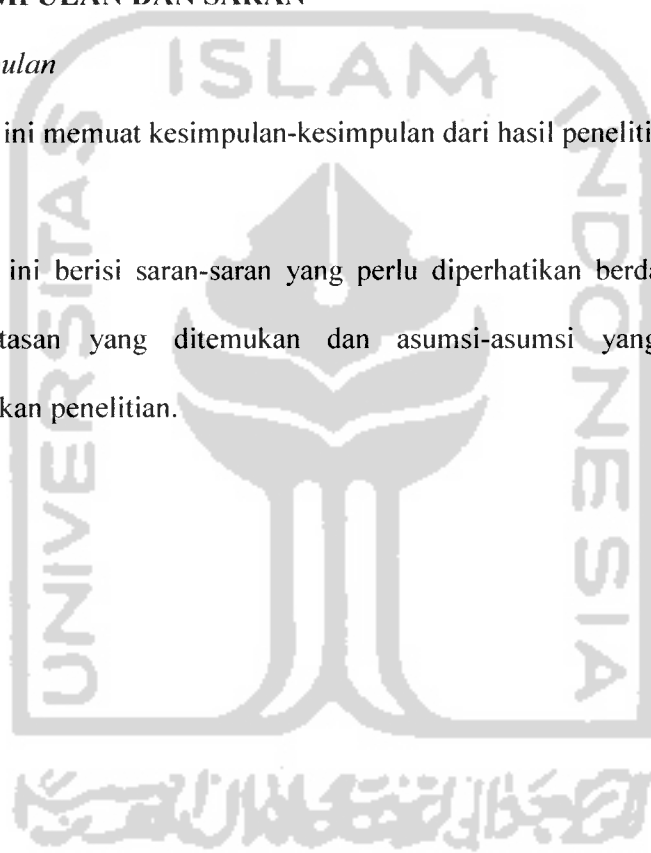 MPULAN DAN SARAN
ulan
ini memuat kesimpulan-kesimpulan dari hasil peneliti
ini berisi saran-saran yang perlu diperhatikan berda
tasan yang ditemukan dan asumsi-asumsi yang
kan penelitian.
ISLAM
UNIVERSITAS
INDONESIA